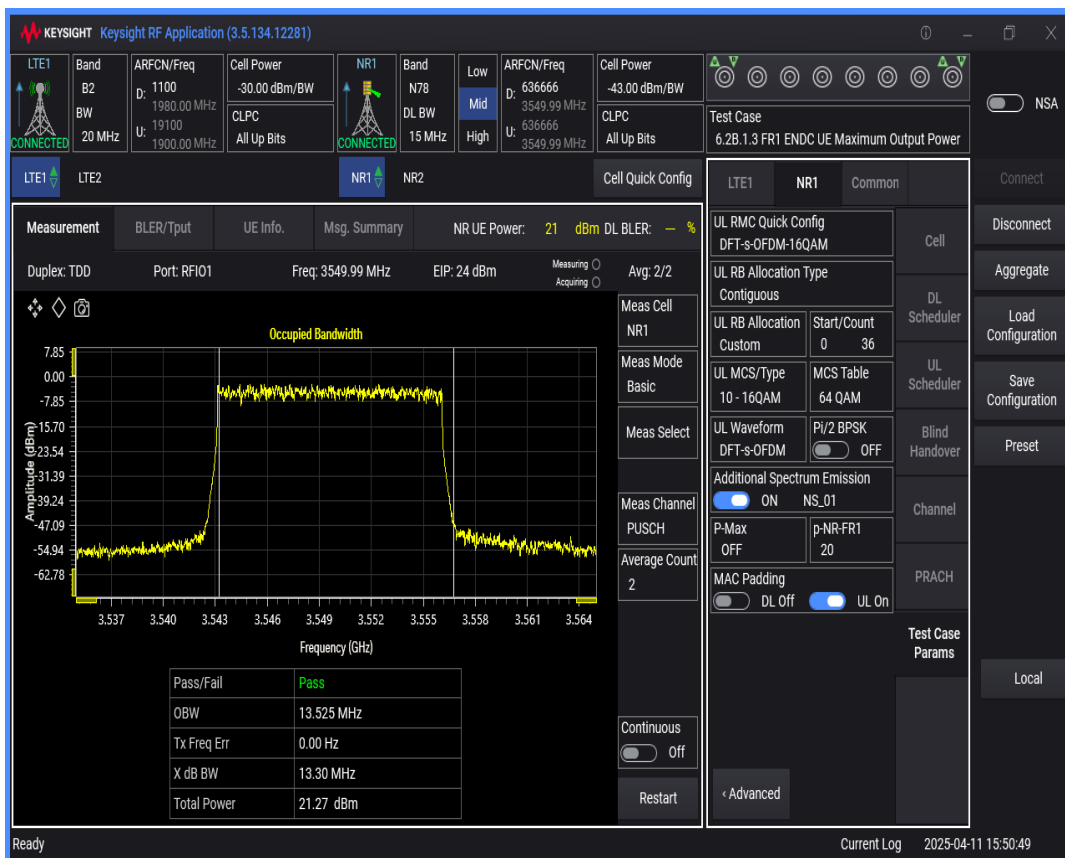 KEYSIGHT Keysight RF Application (3.5.134.12281)
LTE1 Band ARFCN/Freq Cell Power NR1 Band Low ARFCN/Freq Cell Power
B2 D: 1100 -30.00 dBm/BW N78 D: 636666 -43.00 dBm/BW
1980.00 MHz Mid 3549.99 MHz
BW CLPC DL BW CLPC Test Case
CONNECTED 20 MHz U: 19100 All Up Bits CONNECTED 15 MHz High U: 636666 All Up Bits 6.2B.1.3 FR1 ENDC UE Maximum Output Power
1900.00 MHz 3549.99 MHz
NSA
LTE1 LTE2 NR1 NR2 Cell Quick Config
LTE1 NR1 Common
Connect
Measurement BLER/Tput UE Info. Msg. Summary NR UE Power: 21 dBm DL BLER: — %
Duplex: TDD Port: RFIO1 Freq: 3549.99 MHz EIP: 24 dBm Measuring Avg: 2/2
Acquiring
Occupied Bandwidth
Amplitude (dBm)
7.85
0.00
-7.85
-15.70
-23.54
-31.39
-39.24
-47.09
-54.94
-62.78
3.537 3.540 3.543 3.546 3.549 3.552 3.555 3.558 3.561 3.564
Frequency (GHz)
Pass/Fail Pass
OBW 13.525 MHz
Tx Freq Err 0.00 Hz
X dB BW 13.30 MHz
Total Power 21.27 dBm
Meas Cell
NR1
Meas Mode
Basic
Meas Select
Meas Channel
PUSCH
Average Count
2
Continuous
Off
Restart
UL RMC Quick Config
DFT-s-OFDM-16QAM
UL RB Allocation Type
Contiguous
UL RB Allocation Start/Count
Custom 0 36
UL MCS/Type MCS Table
10 - 16QAM 64 QAM
UL Waveform Pi/2 BPSK
DFT-s-OFDM OFF
Additional Spectrum Emission
ON NS_01
P-Max p-NR-FR1
OFF 20
MAC Padding
DL Off UL On
‹ Advanced
Cell
DL
Scheduler
UL
Scheduler
Blind
Handover
Channel
PRACH
Test Case
Params
Disconnect
Aggregate
Load
Configuration
Save
Configuration
Preset
Local
Ready Current Log 2025-04-11 15:50:49